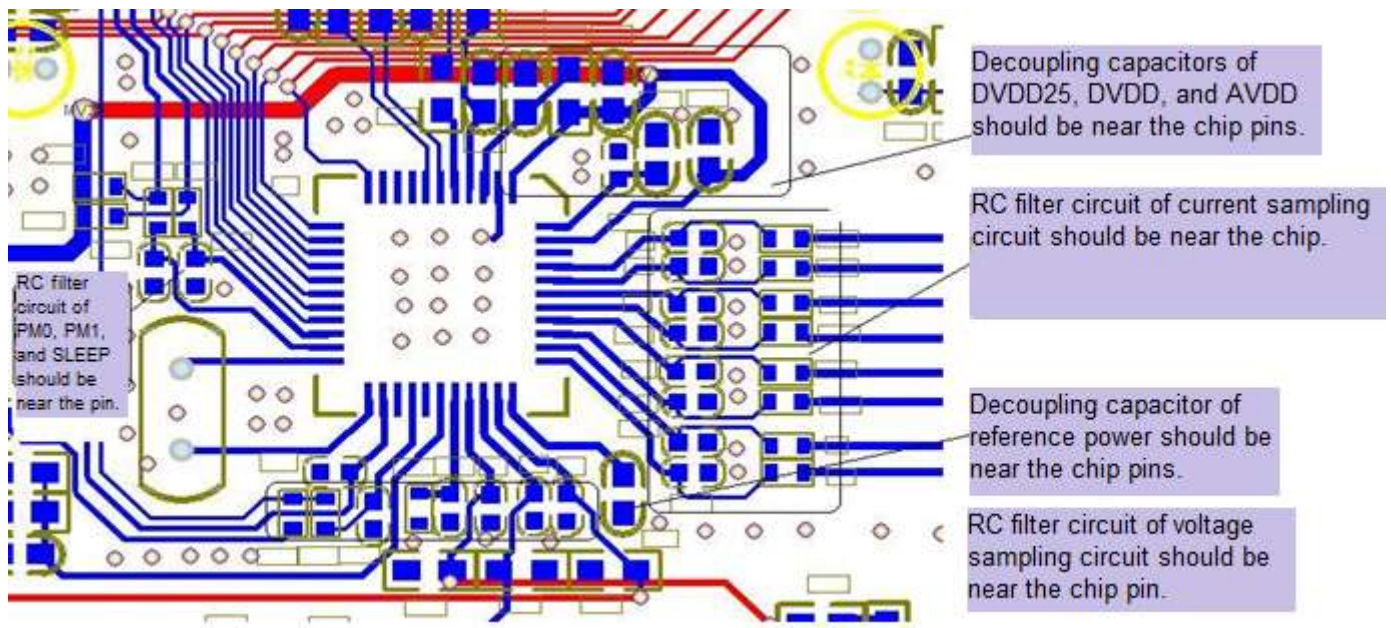 Decoupling capacitors of
DVDD25, DVDD, and AVDD
should be near the chip pins.
RC filter circuit of current sampling
circuit should be near the chip.
RC filter
circuit of
PM0, PM1,
and SLEEP
should be
near the pin.
Decoupling capacitor of
reference power should be
near the chip pins.
RC filter circuit of voltage
sampling circuit should be
near the chip pin.